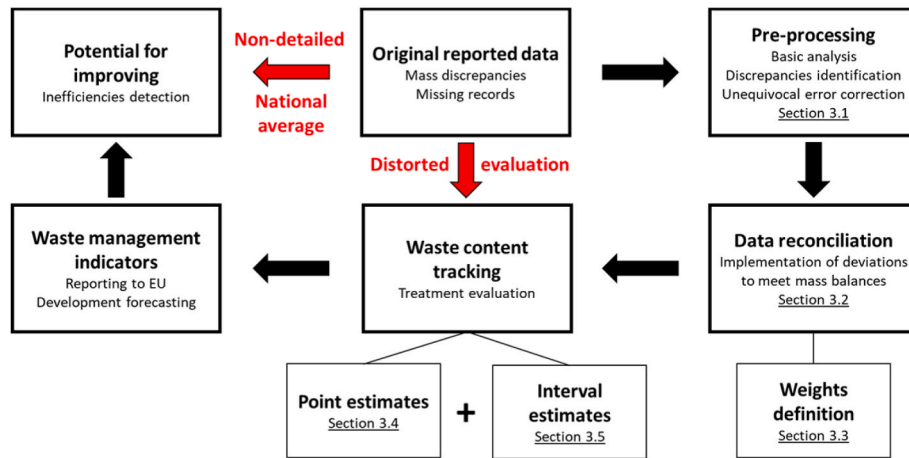 Potential for
improving
Inefficiencies detection
Non-detailed
National
average
Original reported data
Mass discrepancies
Missing records
Pre-processing
Basic analysis
Discrepancies identification
Unequivocal error correction
Section 3.1
Distorted evaluation
Waste management
indicators
Reporting to EU
Development forecasting
Waste content
tracking
Treatment evaluation
Data reconciliation
Implementation of deviations
to meet mass balances
Section 3.2
Point estimates
Section 3.4
+
Interval
estimates
Section 3.5
Weights
definition
Section 3.3